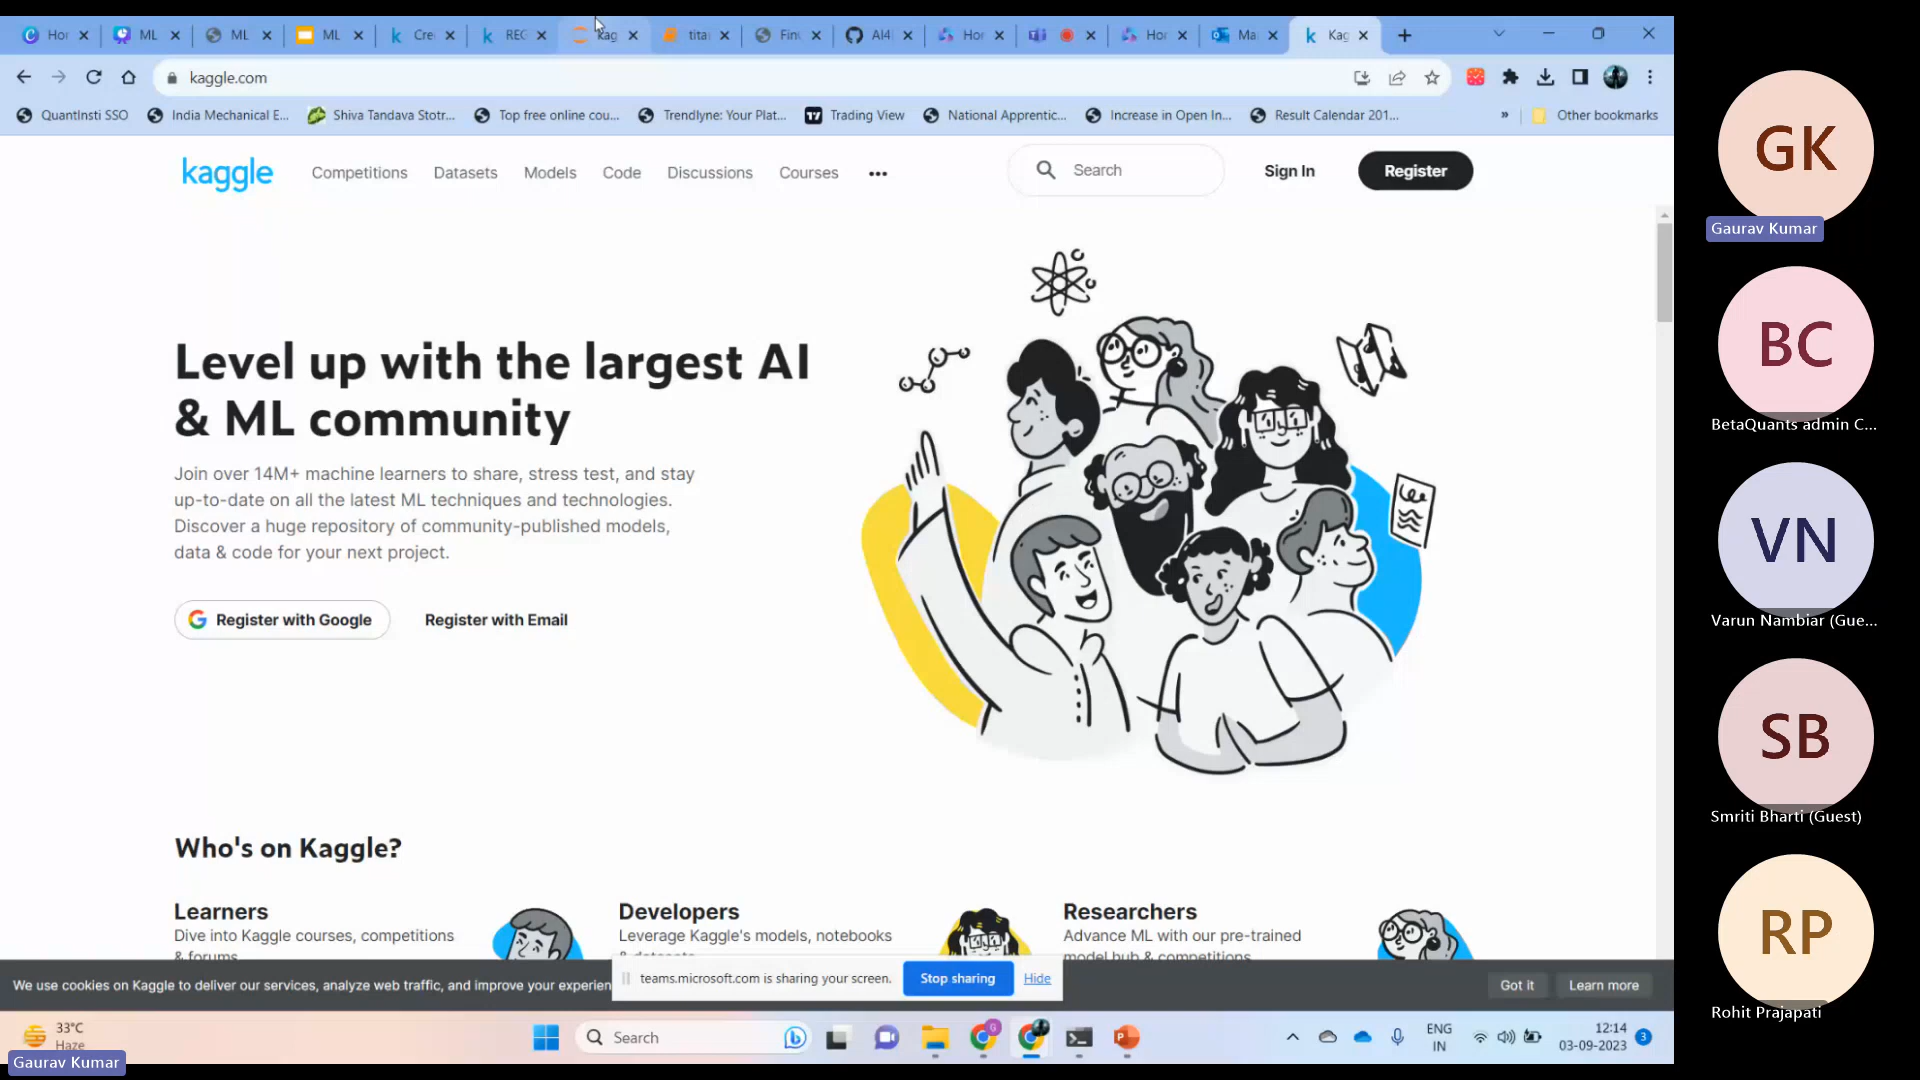 Hor
ML
ML
ML
Cre
REG
kag
tita
Fin
AI4
Hor
Hor
Ma
Kag
kaggle.com
QuantInsti SSO
India Mechanical E...
Shiva Tandava Stotr...
Top free online cou...
Trendlyne: Your Plat...
Trading View
National Apprentic...
Increase in Open In...
Result Calendar 201...
»
Other bookmarks
kaggle
Competitions
Datasets
Models
Code
Discussions
Courses
Search
Sign In
Register
Level up with the largest AI
& ML community
Join over 14M+ machine learners to share, stress test, and stay
up-to-date on all the latest ML techniques and technologies.
Discover a huge repository of community-published models,
data & code for your next project.
Register with Google
Register with Email
Who's on Kaggle?
Learners
Dive into Kaggle courses, competitions
& forums
Developers
Leverage Kaggle's models, notebooks
& datasets
Researchers
Advance ML with our pre-trained
model hub & competitions
We use cookies on Kaggle to deliver our services, analyze web traffic, and improve your experien
teams.microsoft.com is sharing your screen.
Stop sharing
Hide
Got it
Learn more
33°C
Haze
Search
ENG
IN
12:14
03-09-2023
3
Gaurav Kumar
GK
Gaurav Kumar
BC
BetaQuants admin C...
VN
Varun Nambiar (Gue...
SB
Smriti Bharti (Guest)
RP
Rohit Prajapati